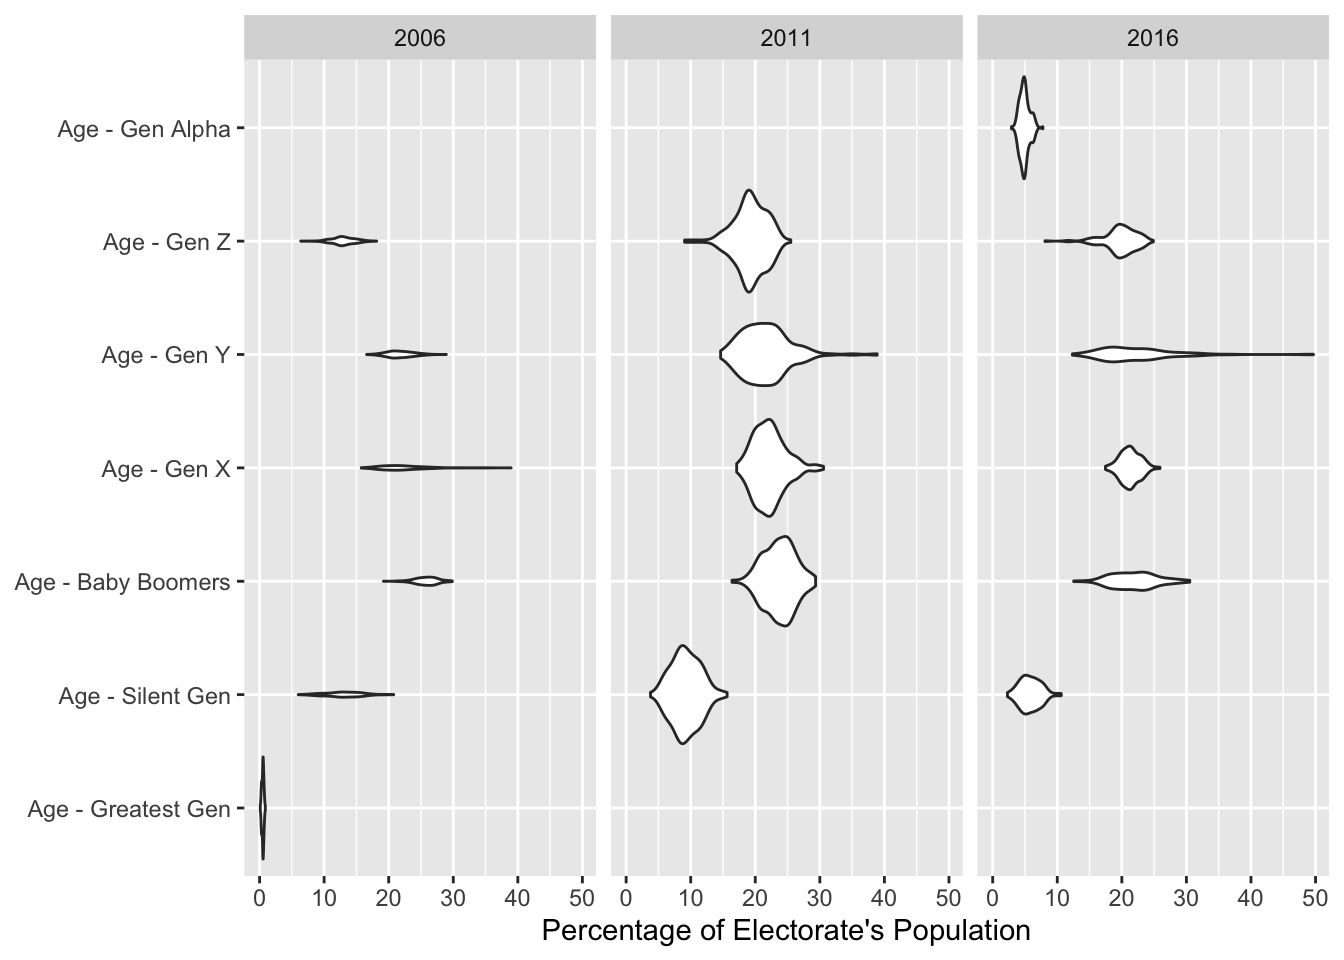 2006
2011
2016
Age - Gen Alpha
Age - Gen Z
Age - Gen Y
Age - Gen X
Age - Baby Boomers
Age - Silent Gen
Age - Greatest Gen
0 10 20 30 40 50
0 10 20 30 40 50
0 10 20 30 40 50
Percentage of Electorate's Population